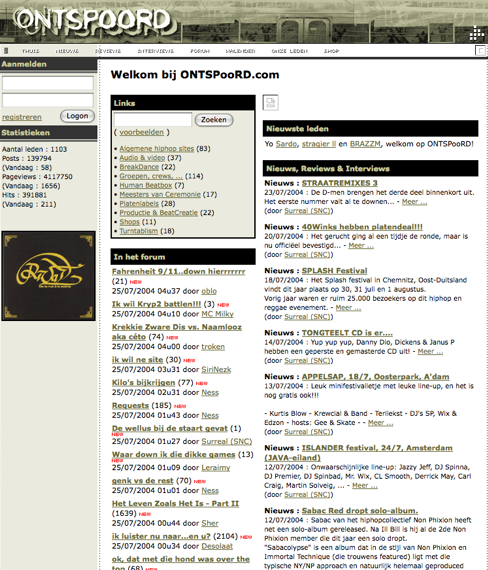 ONTSPOORD
THUIS NIEUWS REVIEWS INTERVIEWS FORUM KALENDER ONZE LEDEN SHOP
Aanmelden
registreren
Logon
Statistieken
Aantal leden : 1103
Posts : 139794
(Vandaag : 58)
Pageviews : 4117750
(Vandaag : 1656)
Hits : 391881
(Vandaag : 211)
Welkom bij ONTSPooRD.com
Links
Zoeken
( voorbeelden )
• Algemene hiphop sites (83)
• Audio & video (37)
• BreakDance (22)
• Groepen, crews, ... (114)
• Human Beatbox (7)
• Meesters van Ceremonie (17)
• Platenlabels (28)
• Productie & BeatCreatie (22)
• Shops (11)
• Turntablism (18)
In het forum
Fahrenheit 9/11..down hierrrrrrr
(21) NEW
25/07/2004 04u37 door oblo
Ik wil Kryp2 battlen!!! (3) NEW
25/07/2004 04u10 door MC Milky
Krekkie Zware Dis vs. Naamlooz
aka céto (74) NEW
25/07/2004 04u00 door troken
ik wil ne site (30) NEW
25/07/2004 03u31 door SiriNezk
Kilo's bijkrijgen (77) NEW
25/07/2004 02u31 door Ness
Requests (185) NEW
25/07/2004 01u43 door Ness
De wellus bij de staart gevat (1)
NEW
25/07/2004 01u27 door Surreal (SNC)
Waar down ik die dikke games (13)
NEW
25/07/2004 01u09 door Leraimy
genk vs de rest (70) NEW
25/07/2004 01u01 door Ness
Het Leven Zoals Het Is - Part II
(1639) NEW
25/07/2004 00u44 door Sher
ik luister nu naar...en u? (2104) NEW
25/07/2004 00u34 door Desolaat
ok, dat met die hond was over the
top (68) NEW
Nieuwste leden
Yo Sardo, stragier ll en BRAZZM, welkom op ONTSPooRD!
Nieuws, Reviews & Interviews
Nieuws : STRAATREMIXES 3
23/07/2004 : De D-men brengen het derde deel binnenkort uit.
Het eerste nummer valt al te downen... - Meer ...
(door Surreal (SNC))
Nieuws : 40Winks hebben platendeal!!!
20/07/2004 : Het gerucht ging al een tijdje de ronde, maar is
nu officiëel bevestigd... - Meer ...
(door Surreal (SNC))
Nieuws : SPLASH Festival
18/07/2004 : Het Splash festival in Chemnitz, Oost-Duitsland
vindt dit jaar plaats op 30, 31 juli en 1 augustus.
Vorig jaar waren er ruim 25.000 bezoekers op dit hiphop en
reggae evenement. - Meer ...
(door Surreal (SNC))
Nieuws : TONGTEELT CD is er....
14/07/2004 : Yup yup yup, Danny Dio, Dickens & Janus P
hebben een geperste en gemasterde CD uit! - Meer ...
(door Surreal (SNC))
Nieuws : APPELSAP, 18/7, Oosterpark, A'dam
13/07/2004 : Leuk minifestivalletje met leuke line-up, en het is
nog gratis ook!!!
- Kurtis Blow - Krewcial & Band - Terilekst - DJ's SP, Wix &
Edzon - hosts: Gee & Skate - - Meer ...
(door Surreal (SNC))
Nieuws : ISLANDER festival, 24/7, Amsterdam
(JAVA-eiland)
12/07/2004 : Onwaarschijnlijke line-up: Jazzy Jeff, DJ Spinna,
DJ Premier, DJ Spinbad, Mr. Wix, CL Smooth, Derrick May, Carl
Craig, Martin Solveig, ... - Meer ...
(door Surreal (SNC))
Nieuws : Sabac Red dropt solo-album.
12/07/2004 : Sabac van het hiphopcollectief Non Phixion heeft
net een solo-album gereleased. Na Ill Bill is hij al de 2de Non
Phixion member die dit jaar een solo dropt.
"Sabacolypse" is een album dat in de stijl van Non Phixion en
Immortal Technique (die trouwens featured) ligt met die
typische NY/NP approach en natuurlijk helemaal geproduced